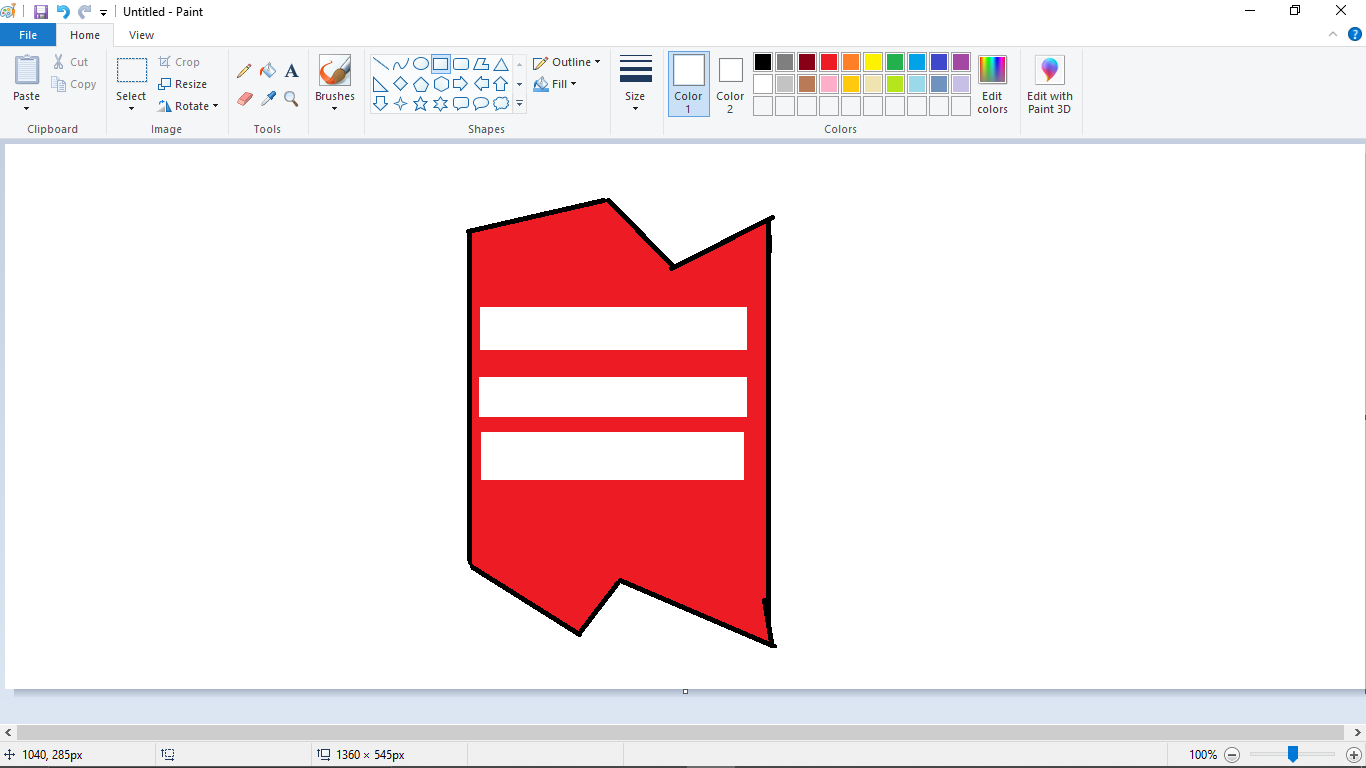 Untitled - Paint
File Home View
Paste Cut Copy Clipboard
Select Crop Resize Rotate Image
A Tools
Brushes
Shapes Outline Fill
Size
Color 1 Color 2 Edit colors Colors
Edit with Paint 3D
1040, 285px 1360 × 545px 100%